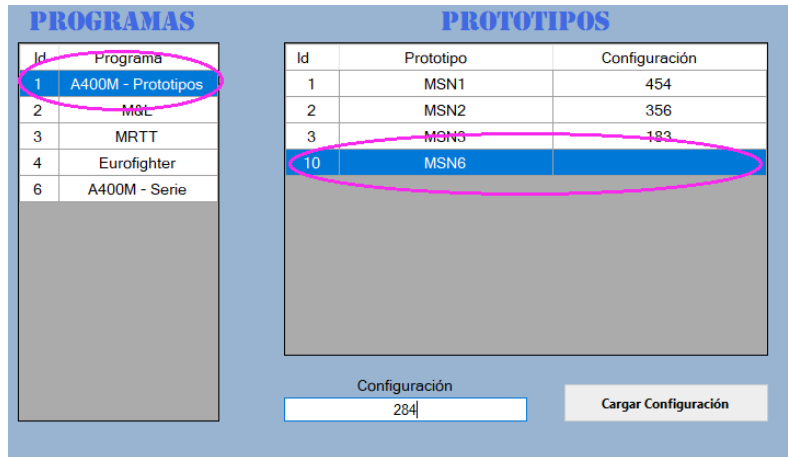 PROGRAMAS
Id Programa
1 A400M - Prototipos
2 M&L
3 MRTT
4 Eurofighter
6 A400M - Serie
PROTOTIPOS
Id Prototipo Configuración
1 MSN1 454
2 MSN2 356
3 MSN3 183
10 MSN6
Configuración
284
Cargar Configuración